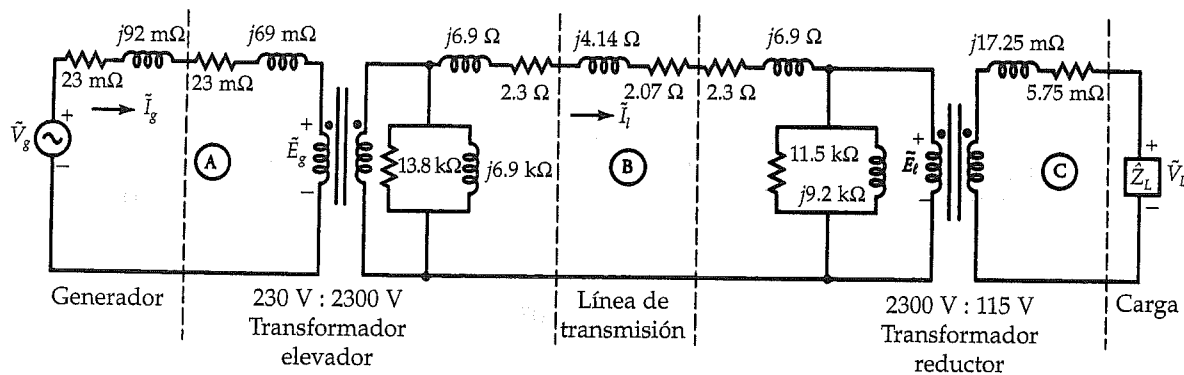 j92 mΩ
j69 mΩ
j6.9 Ω
j4.14 Ω
j6.9 Ω
j17.25 mΩ
23 mΩ
23 mΩ
2.3 Ω
2.07 Ω
2.3 Ω
5.75 mΩ
+
Ṽg
−
Ĩg
A
+
Ẽg
−
13.8 kΩ
j6.9 kΩ
Ĩl
B
11.5 kΩ
j9.2 kΩ
+
Ẽℓ
−
C
+
ẐL
ṼL
−
Generador
230 V : 2300 V
Transformador
elevador
Línea de
transmisión
2300 V : 115 V
Transformador
reductor
Carga